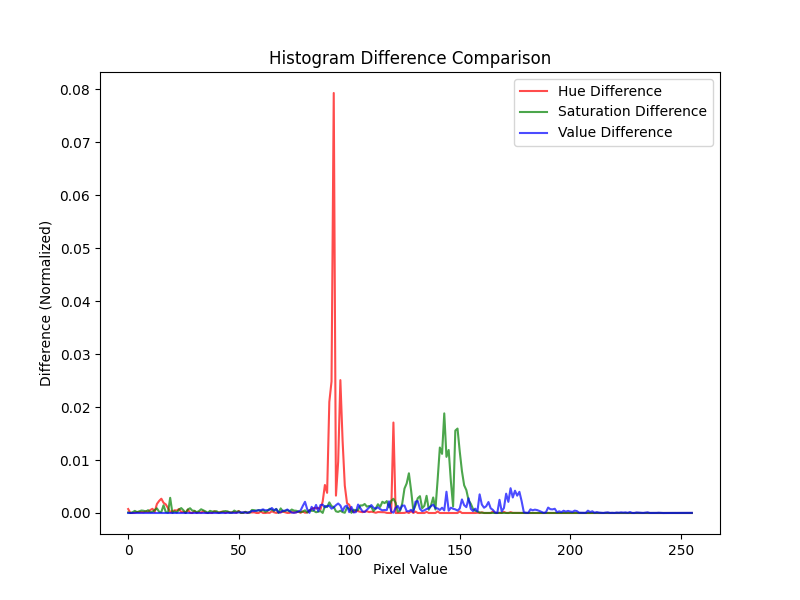 Histogram Difference Comparison
Hue Difference
Saturation Difference
Value Difference
Difference (Normalized)
0.08
0.07
0.06
0.05
0.04
0.03
0.02
0.01
0.00
0 50 100 150 200 250
Pixel Value